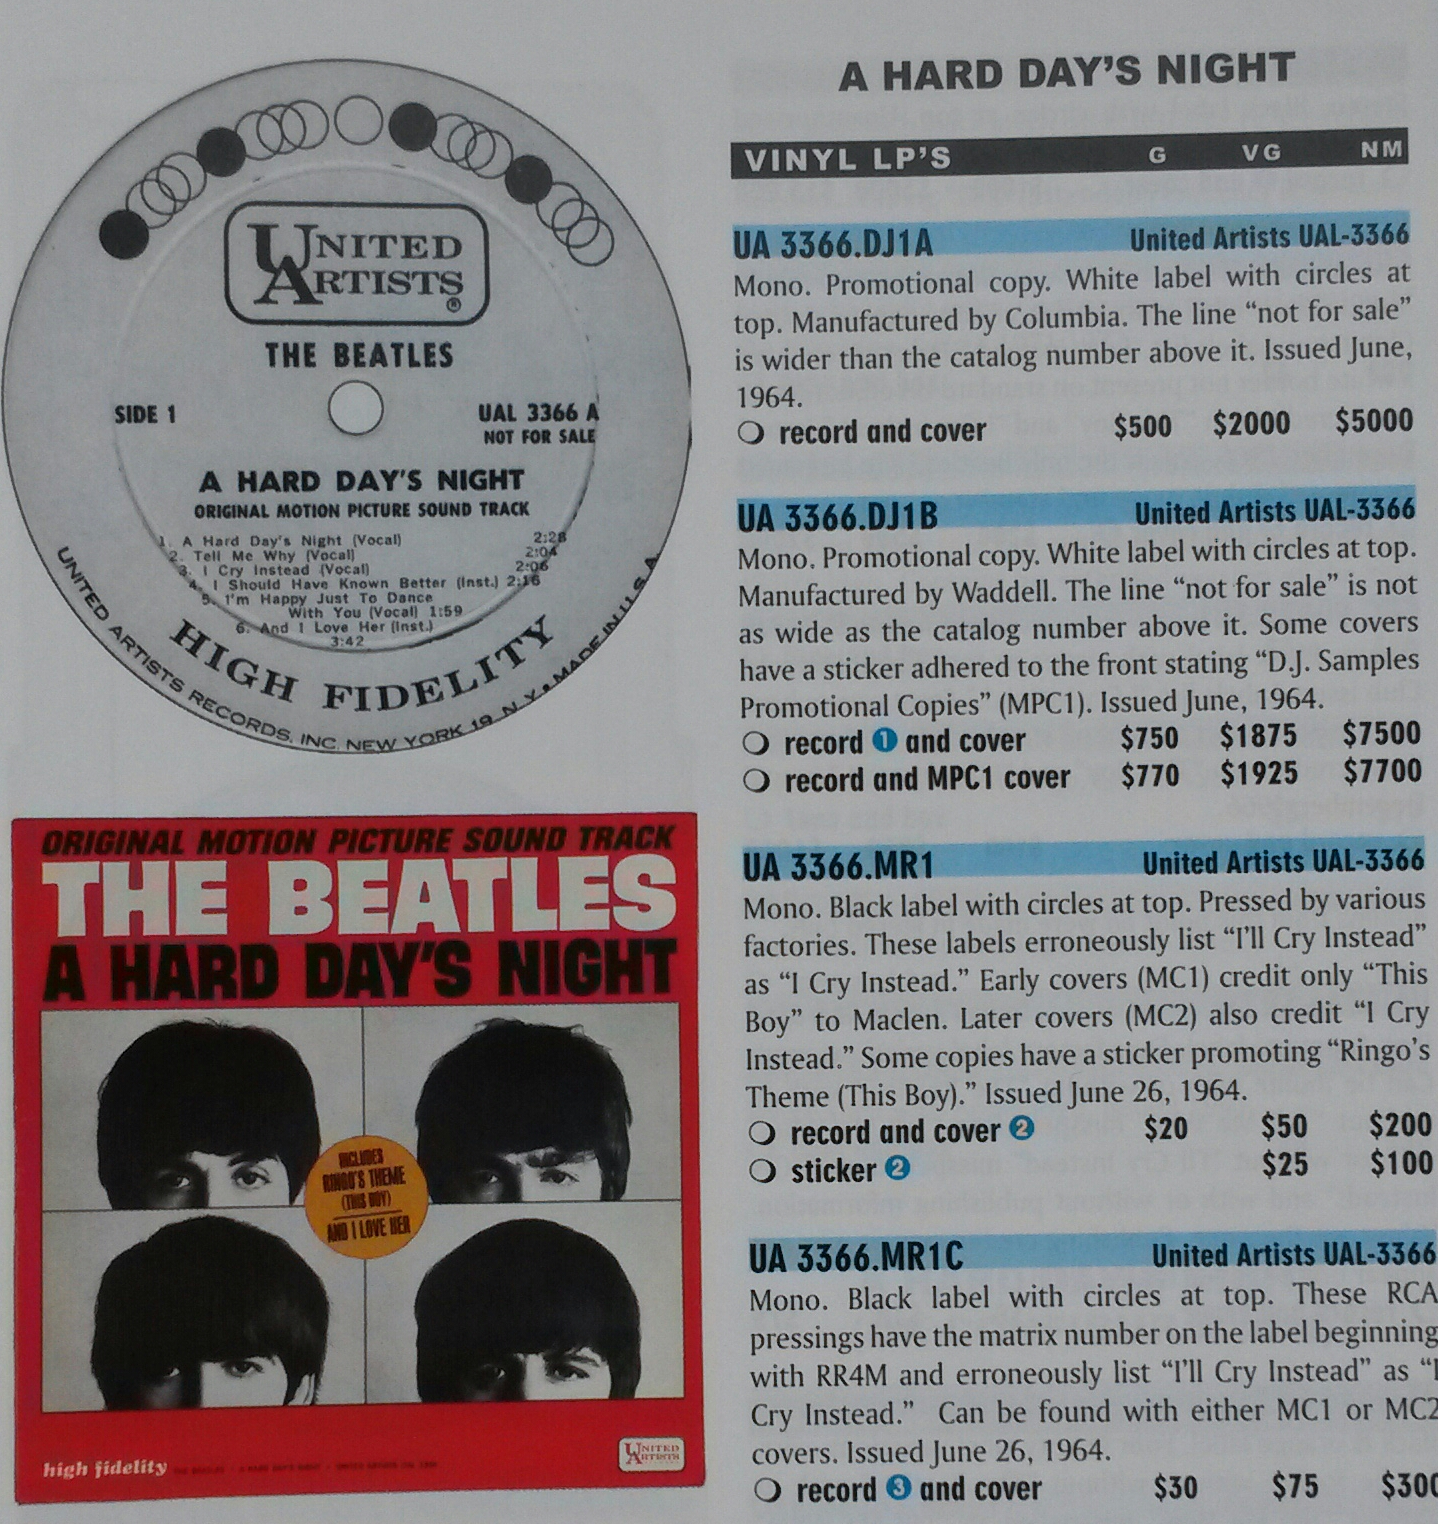 UNITED
ARTISTS®
THE BEATLES
SIDE 1
UAL 3366 A
NOT FOR SALE
A HARD DAY'S NIGHT
ORIGINAL MOTION PICTURE SOUND TRACK
1. A Hard Day's Night (Vocal) 2:28
2. Tell Me Why (Vocal) 2:04
3. I Cry Instead (Vocal) 2:06
4. I Should Have Known Better (Inst.) 2:16
5. I'm Happy Just To Dance
With You (Vocal) 1:59
6. And I Love Her (Inst.)
3:42
HIGH FIDELITY
UNITED ARTISTS RECORDS, INC. NEW YORK 19, N.Y. • MADE IN U.S.A.
ORIGINAL MOTION PICTURE SOUND TRACK
THE BEATLES
A HARD DAY'S NIGHT
INCLUDES
RINGO'S THEME
(THIS BOY)
AND I LOVE HER
high fidelity
UNITED
ARTISTS
A HARD DAY'S NIGHT
VINYL LP'S G VG NM
UA 3366.DJ1A United Artists UAL-3366
Mono. Promotional copy. White label with circles at
top. Manufactured by Columbia. The line “not for sale”
is wider than the catalog number above it. Issued June,
1964.
❍ record and cover $500 $2000 $5000
UA 3366.DJ1B United Artists UAL-3366
Mono. Promotional copy. White label with circles at top.
Manufactured by Waddell. The line “not for sale” is not
as wide as the catalog number above it. Some covers
have a sticker adhered to the front stating “D.J. Samples
Promotional Copies” (MPC1). Issued June, 1964.
❍ record ❶ and cover $750 $1875 $7500
❍ record and MPC1 cover $770 $1925 $7700
UA 3366.MR1 United Artists UAL-3366
Mono. Black label with circles at top. Pressed by various
factories. These labels erroneously list “I'll Cry Instead”
as “I Cry Instead.” Early covers (MC1) credit only “This
Boy” to Maclen. Later covers (MC2) also credit “I Cry
Instead.” Some copies have a sticker promoting “Ringo's
Theme (This Boy).” Issued June 26, 1964.
❍ record and cover ❷ $20 $50 $200
❍ sticker ❷ $25 $100
UA 3366.MR1C United Artists UAL-3366
Mono. Black label with circles at top. These RCA
pressings have the matrix number on the label beginning
with RR4M and erroneously list “I'll Cry Instead” as “I
Cry Instead.” Can be found with either MC1 or MC2
covers. Issued June 26, 1964.
❍ record ❸ and cover $30 $75 $300